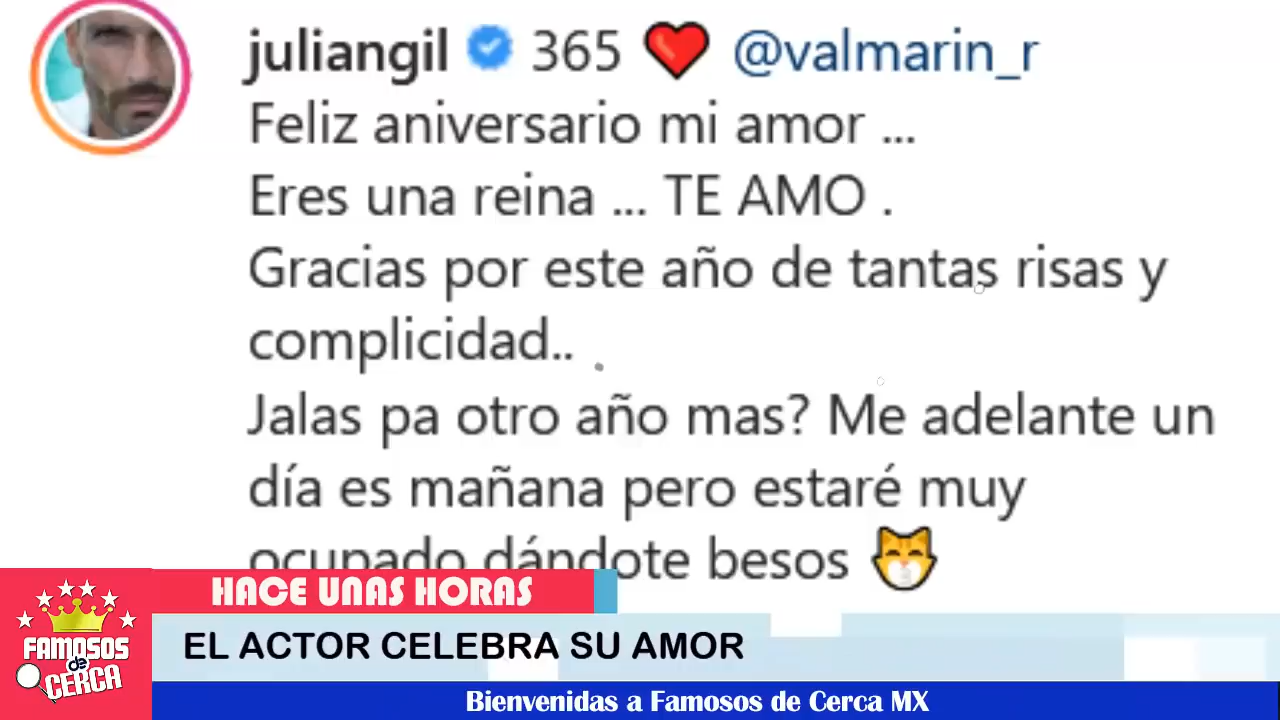 juliangil 365 ❤️ @valmarin_r
Feliz aniversario mi amor ...
Eres una reina ... TE AMO .
Gracias por este año de tantas risas y
complicidad..
Jalas pa otro año mas? Me adelante un
día es mañana pero estaré muy
ocupado dándote besos 😸
HACE UNAS HORAS
EL ACTOR CELEBRA SU AMOR
FAMOSOS
de
CERCA
Bienvenidas a Famosos de Cerca MX